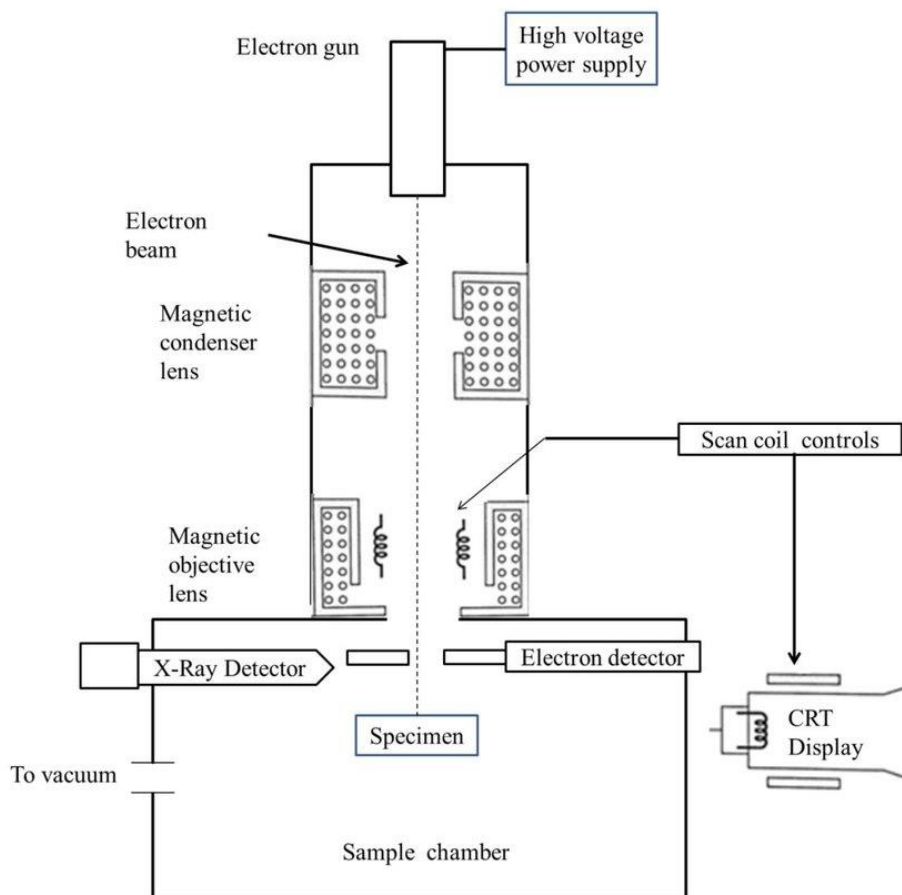 Electron gun
High voltage
power supply
Electron
beam
Magnetic
condenser
lens
Scan coil controls
Magnetic
objective
lens
X-Ray Detector
Electron detector
Specimen
CRT
Display
To vacuum
Sample chamber